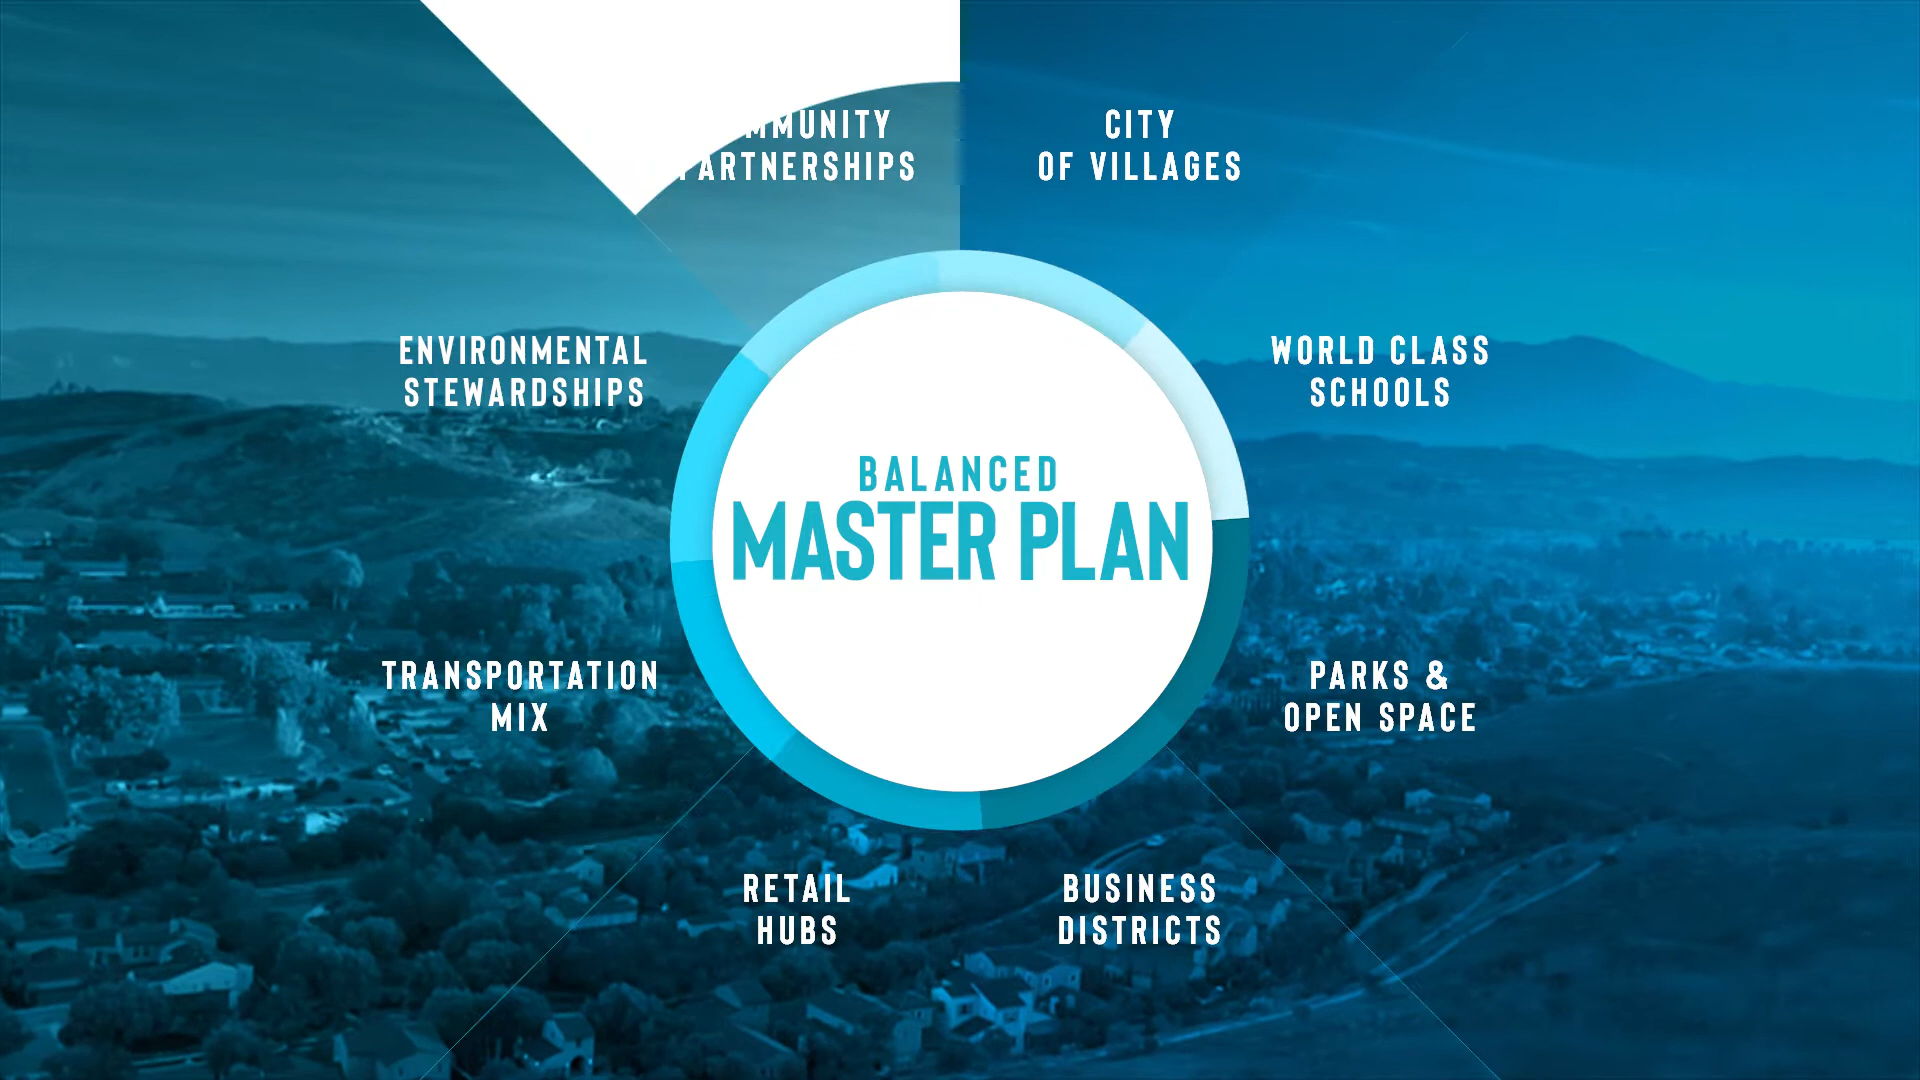 MMUNITY
ARTNERSHIPS
CITY
OF VILLAGES
ENVIRONMENTAL
STEWARDSHIPS
WORLD CLASS
SCHOOLS
BALANCED
MASTER PLAN
TRANSPORTATION
MIX
PARKS &
OPEN SPACE
RETAIL
HUBS
BUSINESS
DISTRICTS